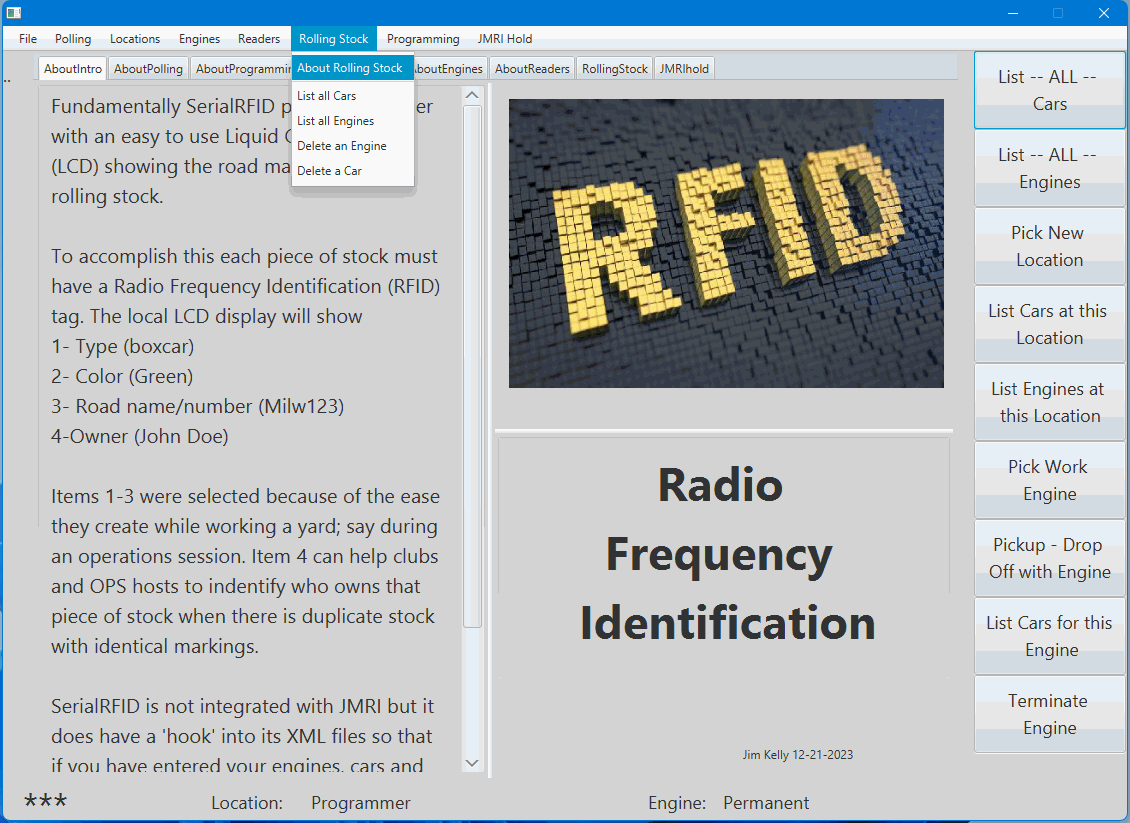 File Polling Locations Engines Readers Rolling Stock Programming JMRI Hold
About Rolling Stock
List all Cars
List all Engines
Delete an Engine
Delete a Car
..
AboutIntro AboutPolling AboutEngines AboutReaders RollingStock JMRIhold
Fundamentally SerialRFID
with an easy to use Liquid
(LCD) showing the road
rolling stock.
To accomplish this each piece of stock must
have a Radio Frequency Identification (RFID)
tag. The local LCD display will show
1- Type (boxcar)
2- Color (Green)
3- Road name/number (Milw123)
4-Owner (John Doe)
Items 1-3 were selected because of the ease
they create while working a yard; say during
an operations session. Item 4 can help clubs
and OPS hosts to indentify who owns that
piece of stock when there is duplicate stock
with identical markings.
SerialRFID is not integrated with JMRI but it
does have a 'hook' into its XML files so that
if you have entered your engines, cars and
RFID
Radio
Frequency
Identification
Jim Kelly 12-21-2023
List -- ALL --
Cars
List -- ALL --
Engines
Pick New
Location
List Cars at this
Location
List Engines at
this Location
Pick Work
Engine
Pickup - Drop
Off with Engine
List Cars for this
Engine
Terminate
Engine
*** Location: Programmer Engine: Permanent